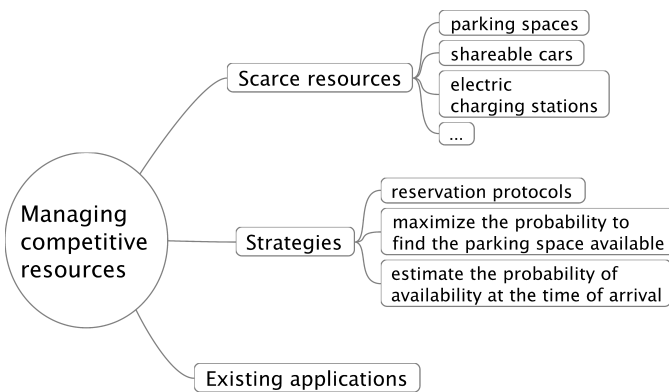 Managing
competitive
resources
Scarce resources
parking spaces
shareable cars
electric
charging stations
...
Strategies
reservation protocols
maximize the probability to
find the parking space available
estimate the probability of
availability at the time of arrival
Existing applications